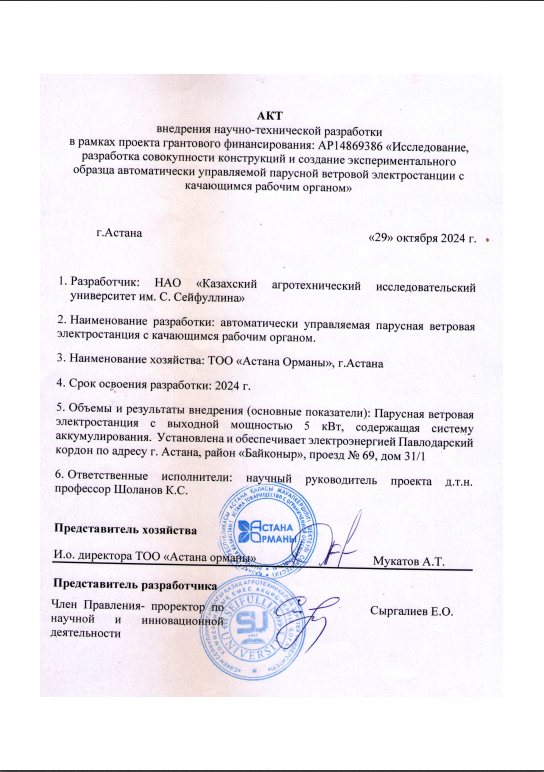 АКТ
внедрения научно-технической разработки
в рамках проекта грантового финансирования: АР14869386 «Исследование,
разработка совокупности конструкций и создание экспериментального
образца автоматически управляемой парусной ветровой электростанции с
качающимся рабочим органом»
г.Астана
«29» октября 2024 г.
1. Разработчик: НАО «Казахский агротехнический исследовательский
университет им. С. Сейфуллина»
2. Наименование разработки: автоматически управляемая парусная ветровая
электростанция с качающимся рабочим органом.
3. Наименование хозяйства: ТОО «Астана Орманы», г.Астана
4. Срок освоения разработки: 2024 г.
5. Объемы и результаты внедрения (основные показатели): Парусная ветровая
электростанция с выходной мощностью 5 кВт, содержащая систему
аккумулирования. Установлена и обеспечивает электроэнергией Павлодарский
кордон по адресу г. Астана, район «Байконыр», проезд № 69, дом 31/1
6. Ответственные исполнители: научный руководитель проекта д.т.н.
профессор Шоланов К.С.
АСТАНА
ОРМАНЫ
Представитель хозяйства
И.о. директора ТОО «Астана орманы»
Мукатов А.Т.
Представитель разработчика
Член Правления- проректор по
научной и инновационной
деятельности
Сыргалиев Е.О.
SEIFULLIN
UNIVERSITY